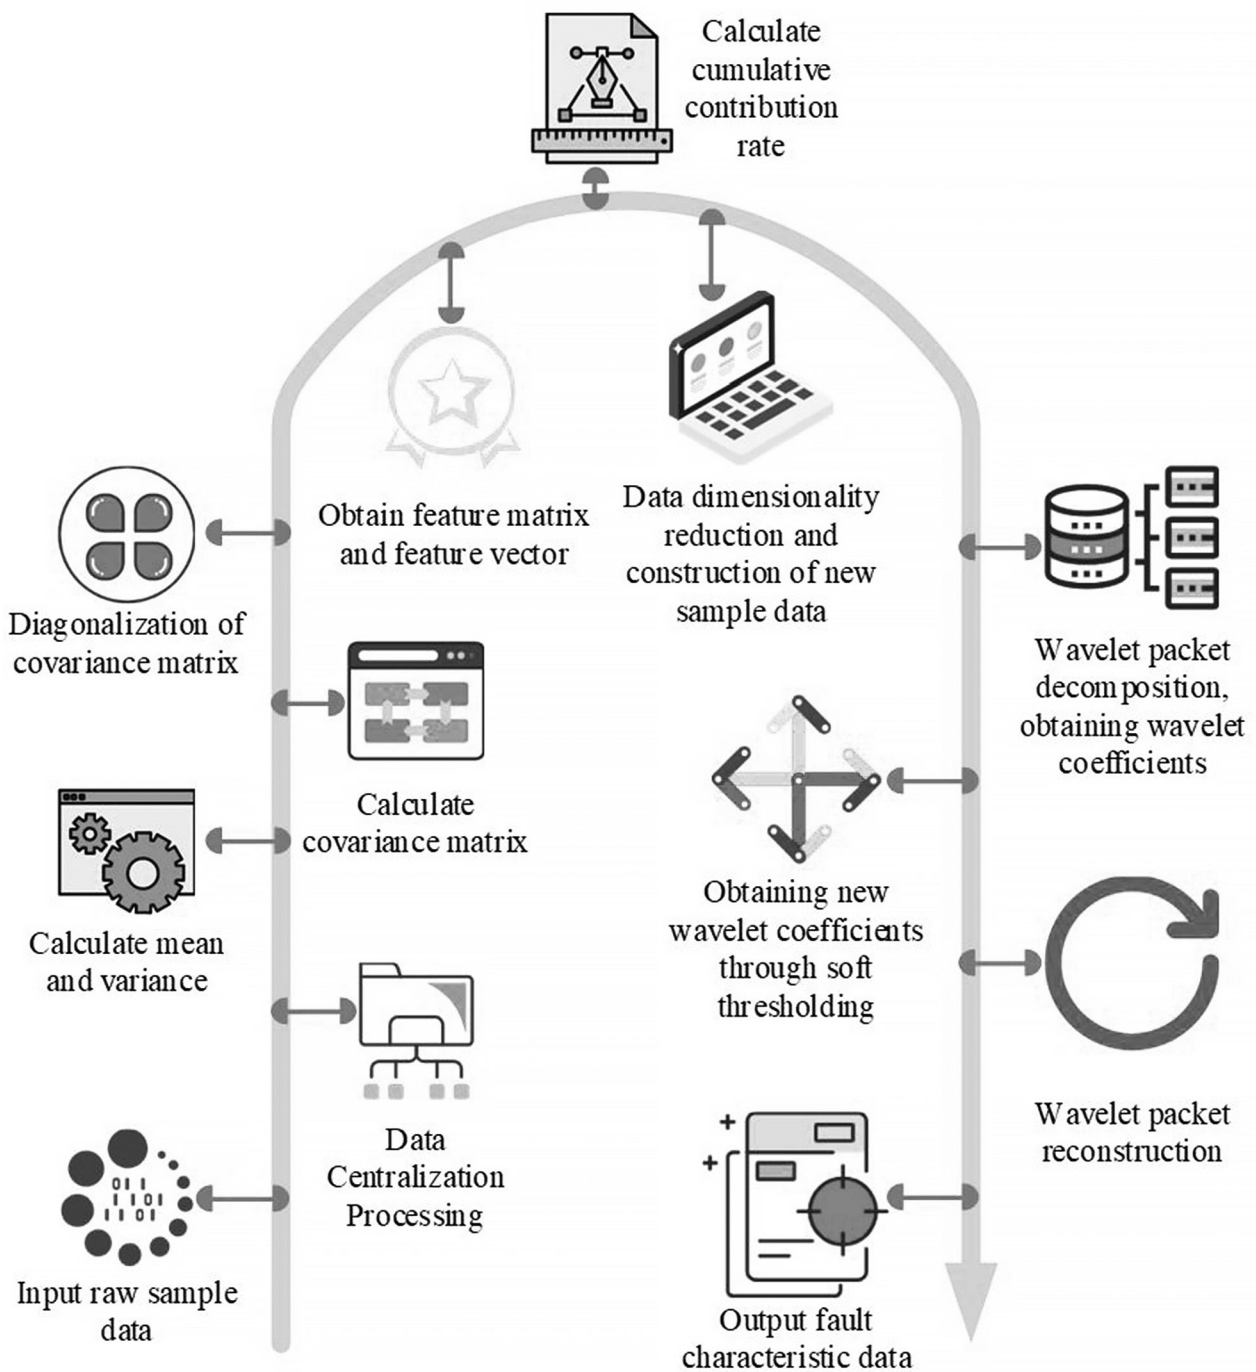 Calculate
cumulative
contribution
rate
Obtain feature matrix
and feature vector
Data dimensionality
reduction and
construction of new
sample data
Diagonalization of
covariance matrix
Wavelet packet
decomposition,
obtaining wavelet
coefficients
Calculate
covariance matrix
Calculate mean
and variance
Obtaining new
wavelet coefficients
through soft
thresholding
Data
Centralization
Processing
Wavelet packet
reconstruction
011
11101
1101
Input raw sample
data
Output fault
characteristic data